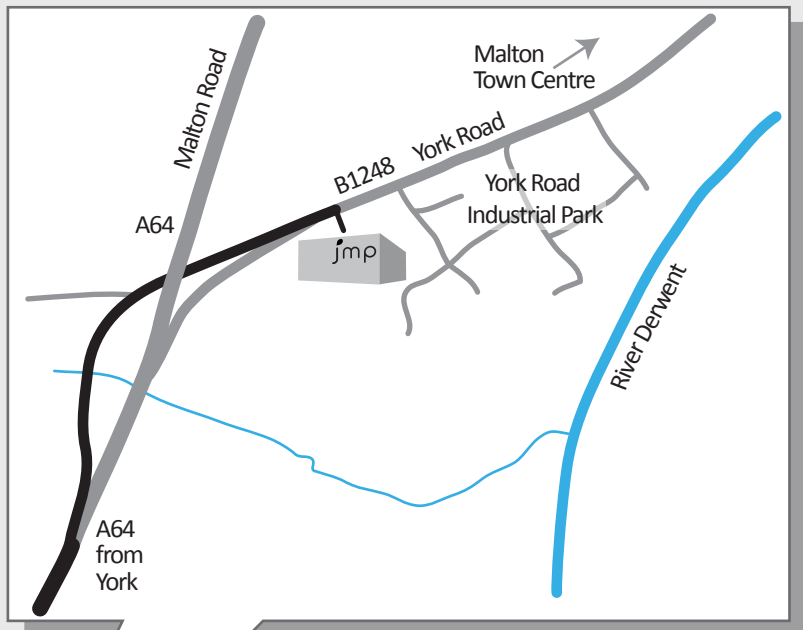 Malton
Town Centre
Malton Road
B1248
York Road
York Road
Industrial Park
A64
jmp
River Derwent
A64
from
York